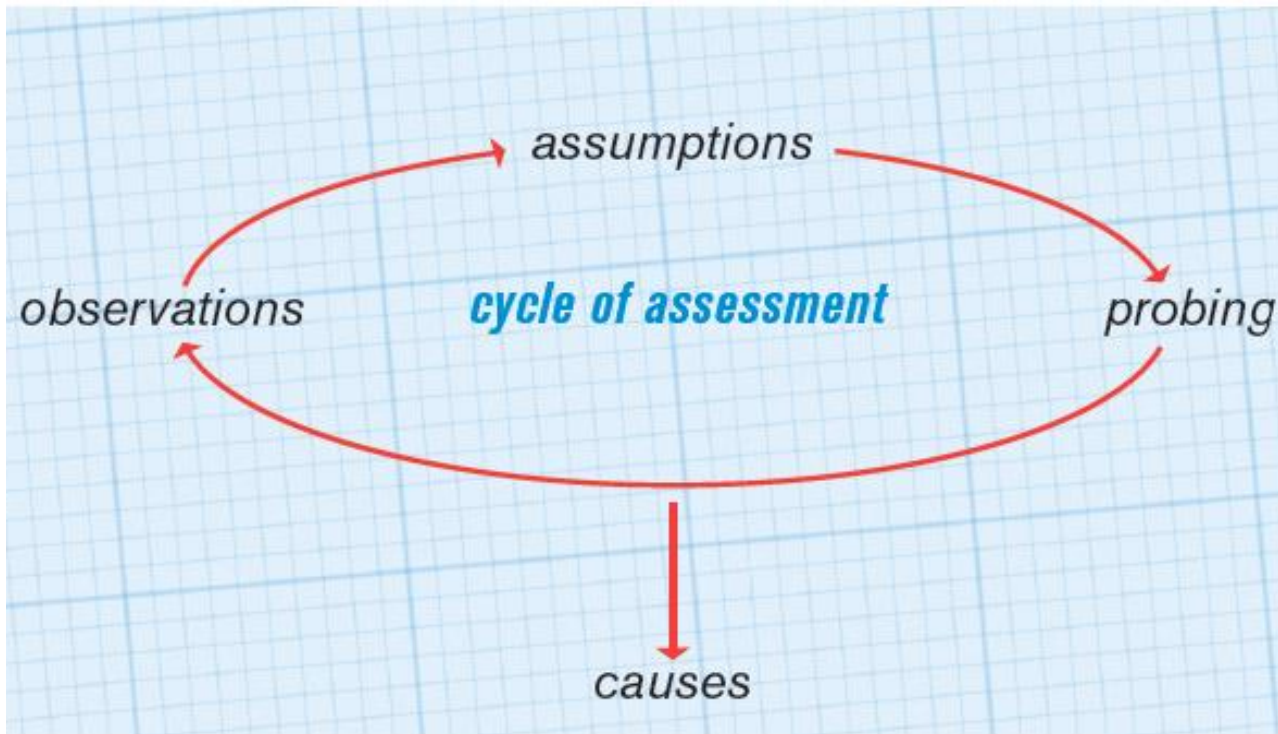 assumptions
observations
cycle of assessment
probing
causes